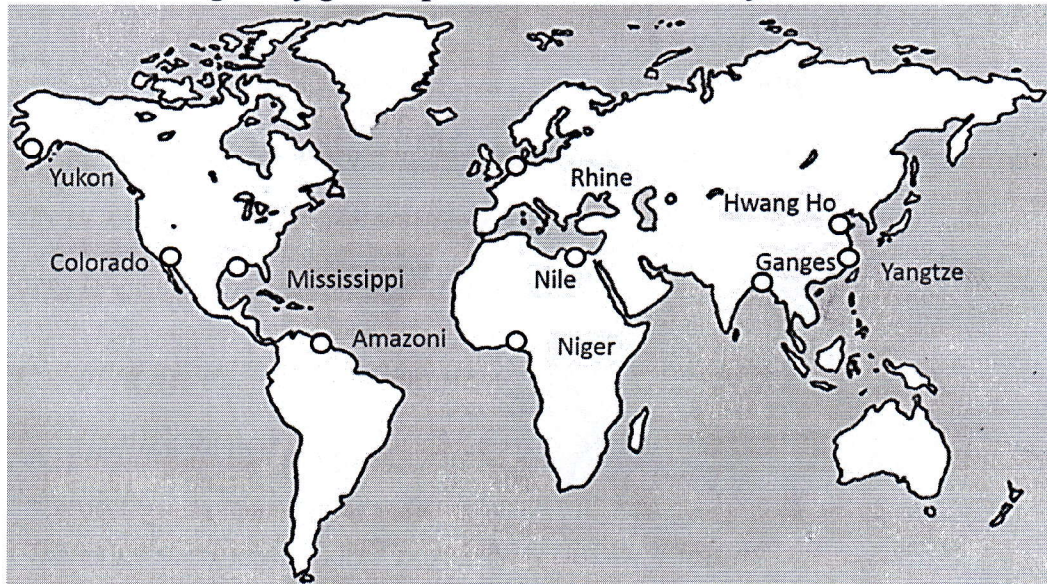 Yukon
Rhine
Hwang Ho
Colorado
Mississippi
Nile
Ganges
Yangtze
Amazoni
Niger